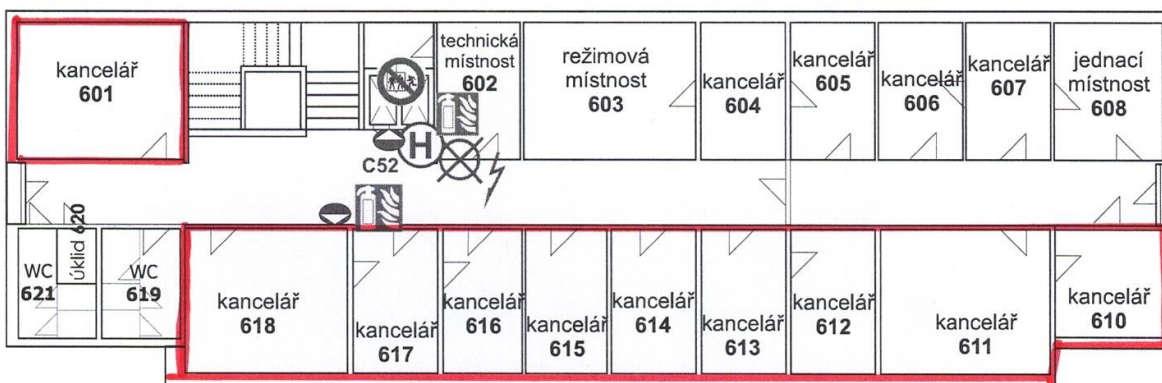 kancelář
601
technická
místnost
602
režimová
místnost
603
kancelář
604
kancelář
605
kancelář
606
kancelář
607
jednací
místnost
608
H
C52
WC
621
úklid 620
WC
619
kancelář
618
kancelář
617
kancelář
616
kancelář
615
kancelář
614
kancelář
613
kancelář
612
kancelář
611
kancelář
610